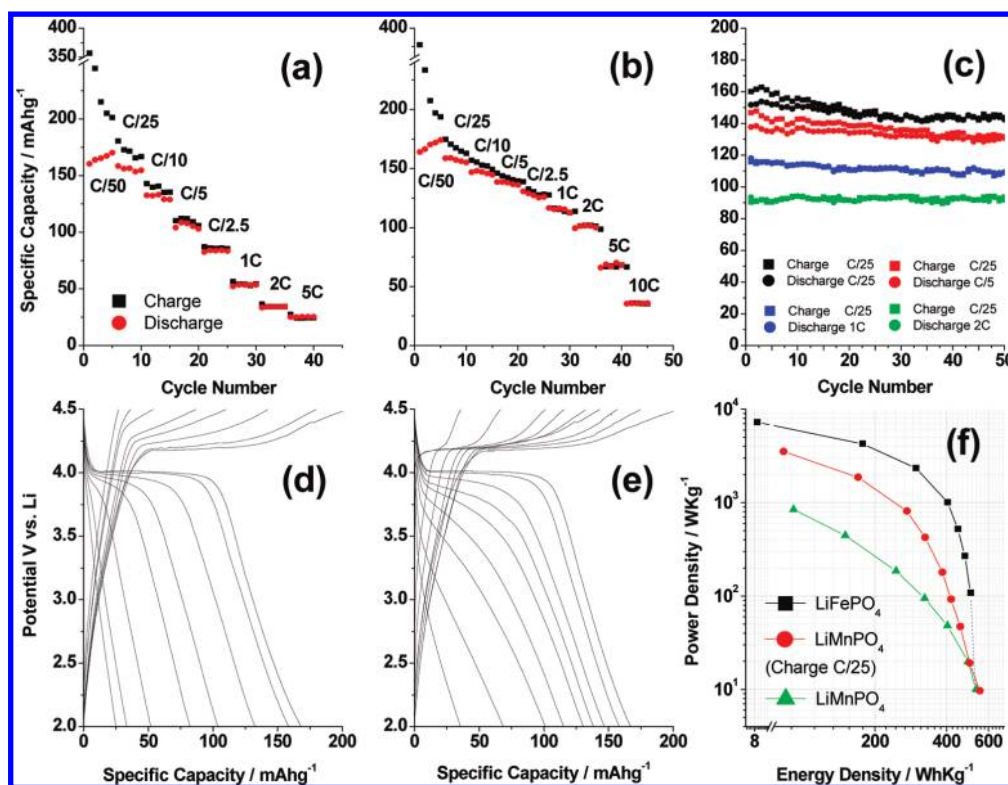 400
350
200
150
100
50
0
Specific Capacity / mAhg⁻¹
(a)
C/25
C/50
C/10
C/5
C/2.5
1C
2C
5C
Charge
Discharge
0 10 20 30 40
Cycle Number
400
200
150
100
50
0
(b)
C/25
C/50
C/10
C/5
C/2.5
1C
2C
5C
10C
0 10 20 30 40
Cycle Number
200
180
160
140
120
100
80
60
40
20
0
(c)
Charge C/25
Discharge C/25
Charge C/25
Discharge C/5
Charge C/25
Discharge 1C
Charge C/25
Discharge 2C
0 10 20 30 40 50
Cycle Number
4.5
4.0
3.5
3.0
2.5
2.0
Potential V vs. Li
(d)
0 50 100 150 200
Specific Capacity / mAhg⁻¹
4.5
4.0
3.5
3.0
2.5
2.0
(e)
0 50 100 150 200
Specific Capacity / mAhg⁻¹
10⁴
10³
10²
10¹
Power Density / WKg⁻¹
(f)
LiFePO₄
LiMnPO₄
(Charge C/25)
LiMnPO₄
8 200 400 600
Energy Density / WhKg⁻¹